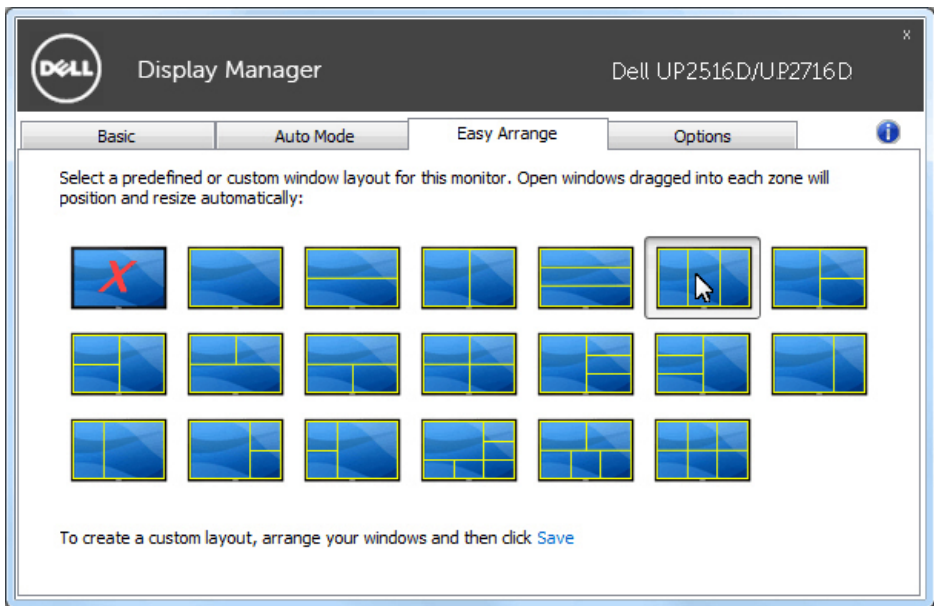 x
DELL Display Manager Dell UP2516D/UP2716D
Basic Auto Mode Easy Arrange Options i
Select a predefined or custom window layout for this monitor. Open windows dragged into each zone will
position and resize automatically:
X
To create a custom layout, arrange your windows and then click Save